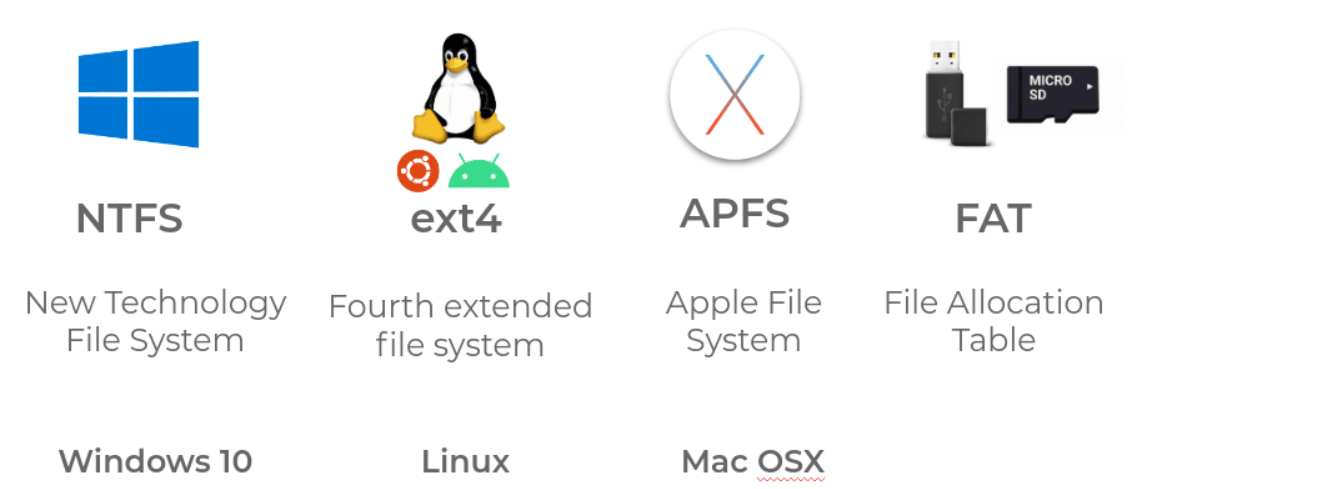 MICRO
SD
NTFS
ext4
APFS
FAT
New Technology
File System
Fourth extended
file system
Apple File
System
File Allocation
Table
Windows 10
Linux
Mac OSX